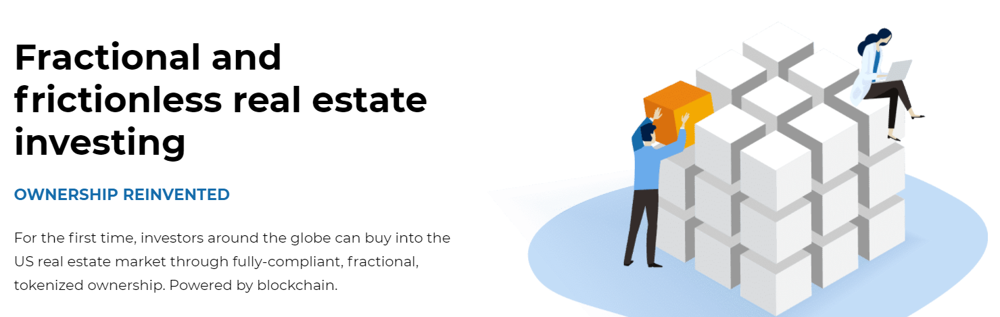 Fractional and
frictionless real estate
investing
OWNERSHIP REINVENTED
For the first time, investors around the globe can buy into the
US real estate market through fully-compliant, fractional,
tokenized ownership. Powered by blockchain.